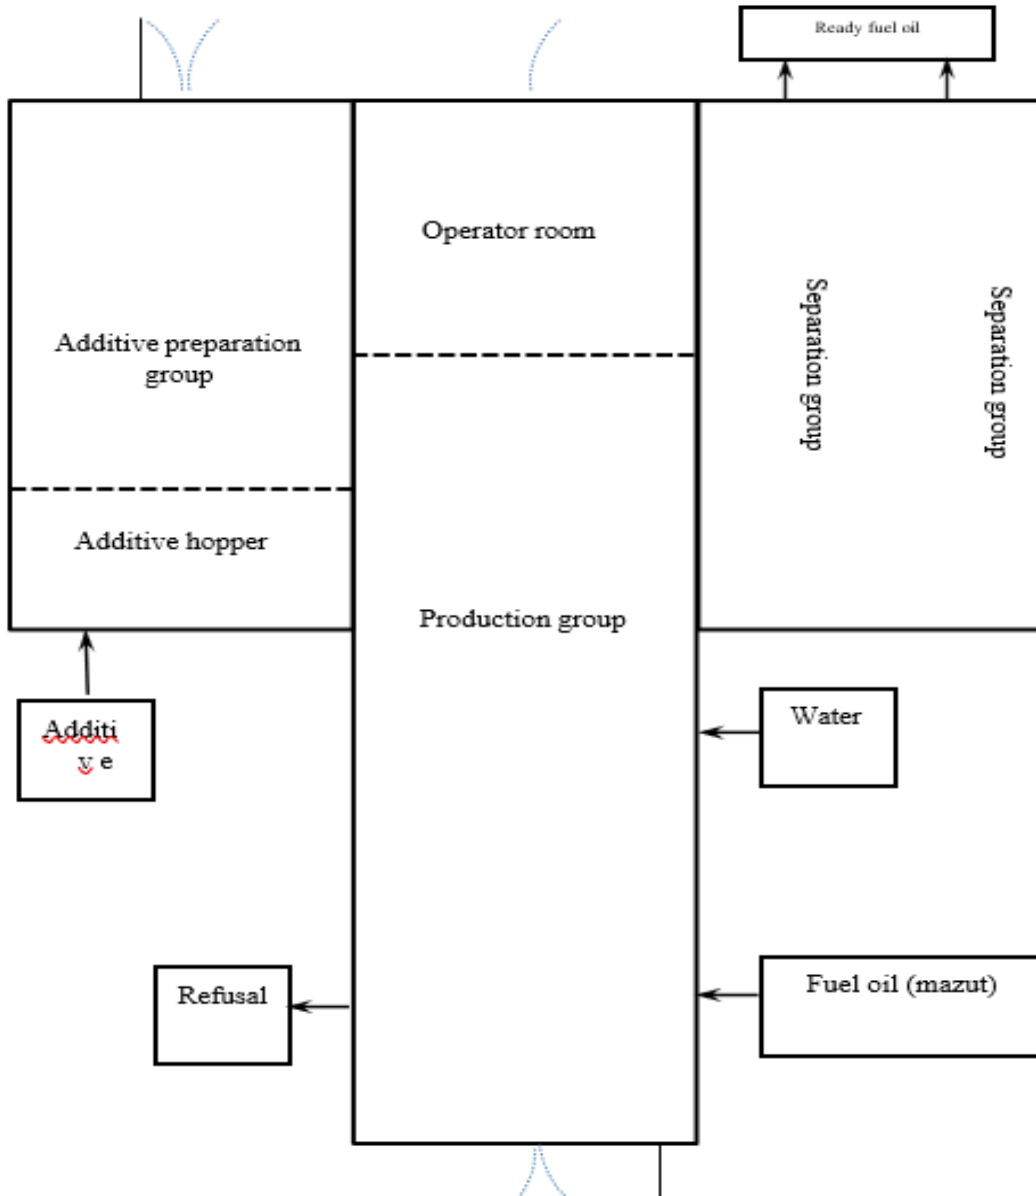 Ready fuel oil
Operator room
Separation group
Separation group
Additive preparation
group
Additive hopper
Production group
Additi
v e
Water
Refusal
Fuel oil (mazut)